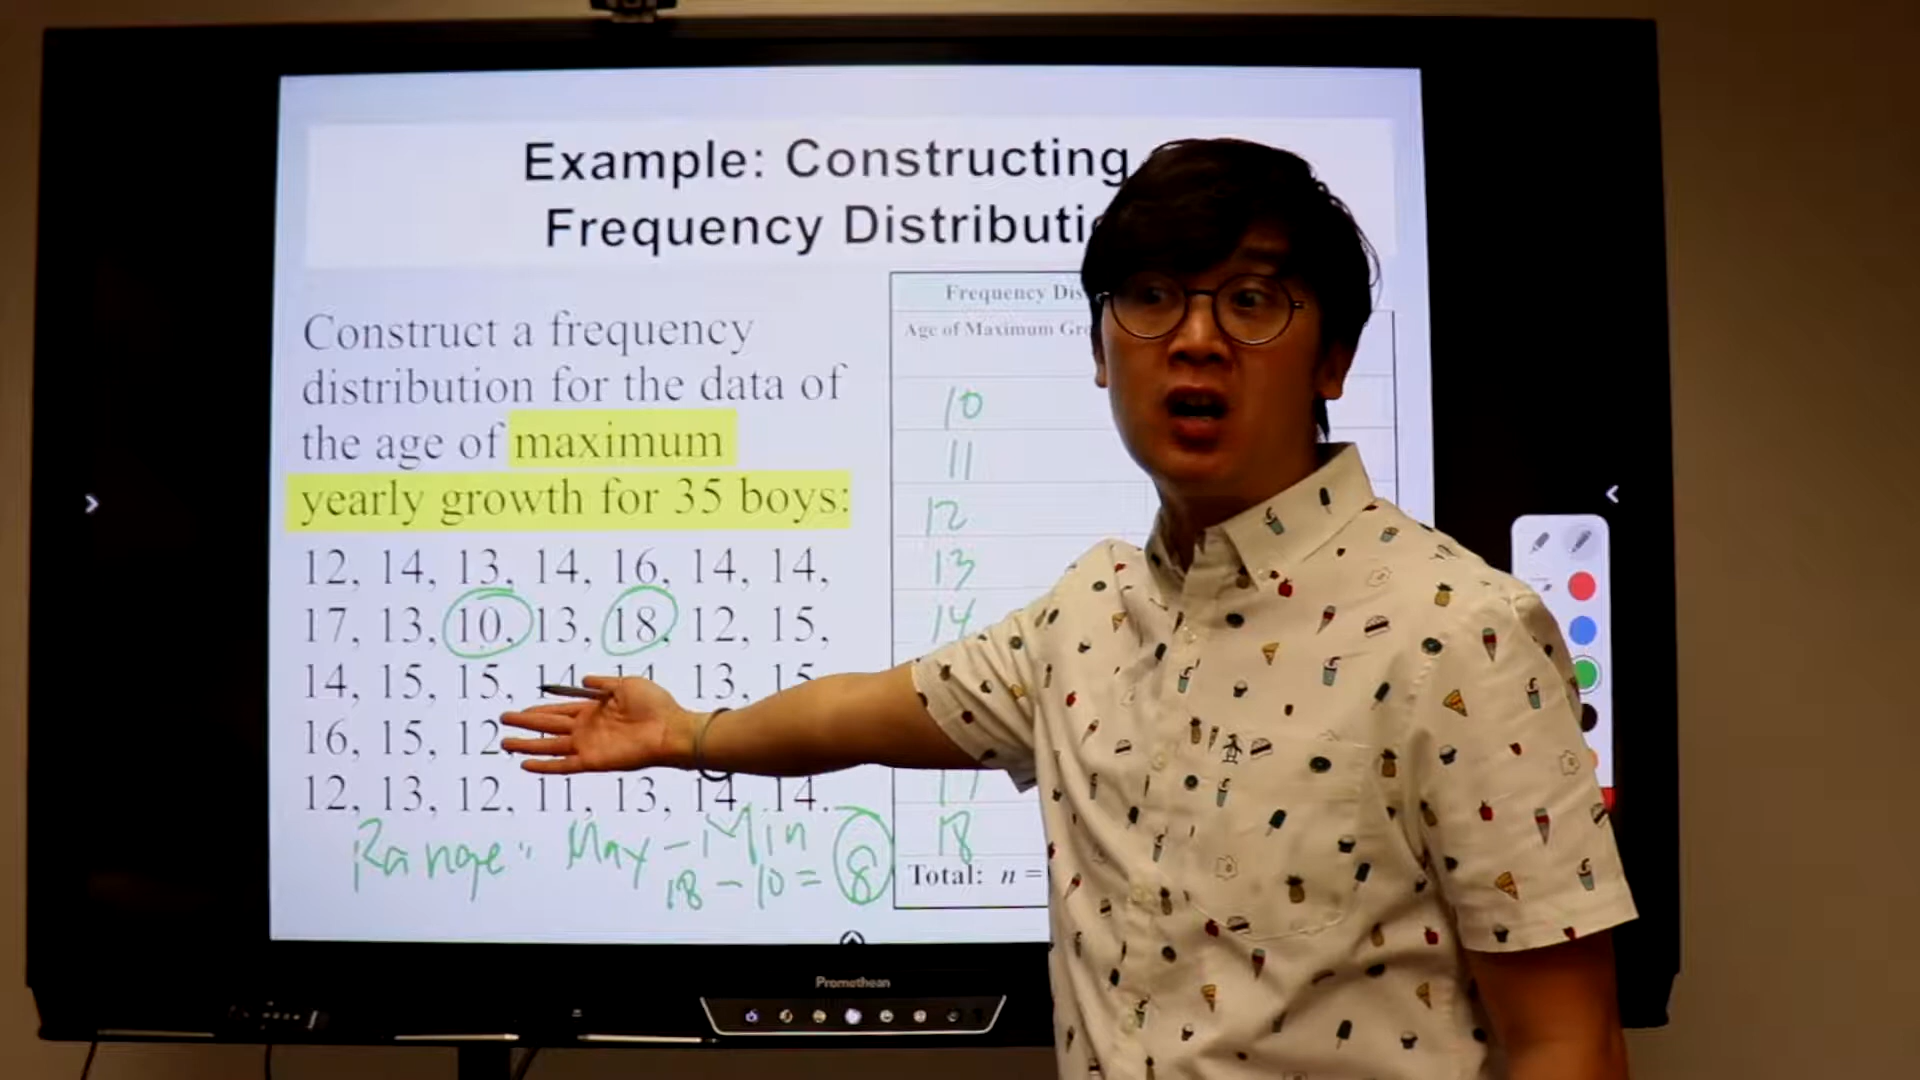 Example: Constructing
Frequency
Construct a frequency
distribution for the data of
the age of maximum
yearly growth for 35 boys:
12, 14, 13, 14, 16, 14, 14,
17, 13, 10, 13, 18, 12, 15,
14, 15, 15, 14, 14, 13, 15
16, 15, 12
12, 13, 12, 11, 13, 14, 14.
Range: Max - Min
18 - 10 = 8
Frequency
Age of Maximum
10
11
12
13
14
17
18
Total: n =
Promethean